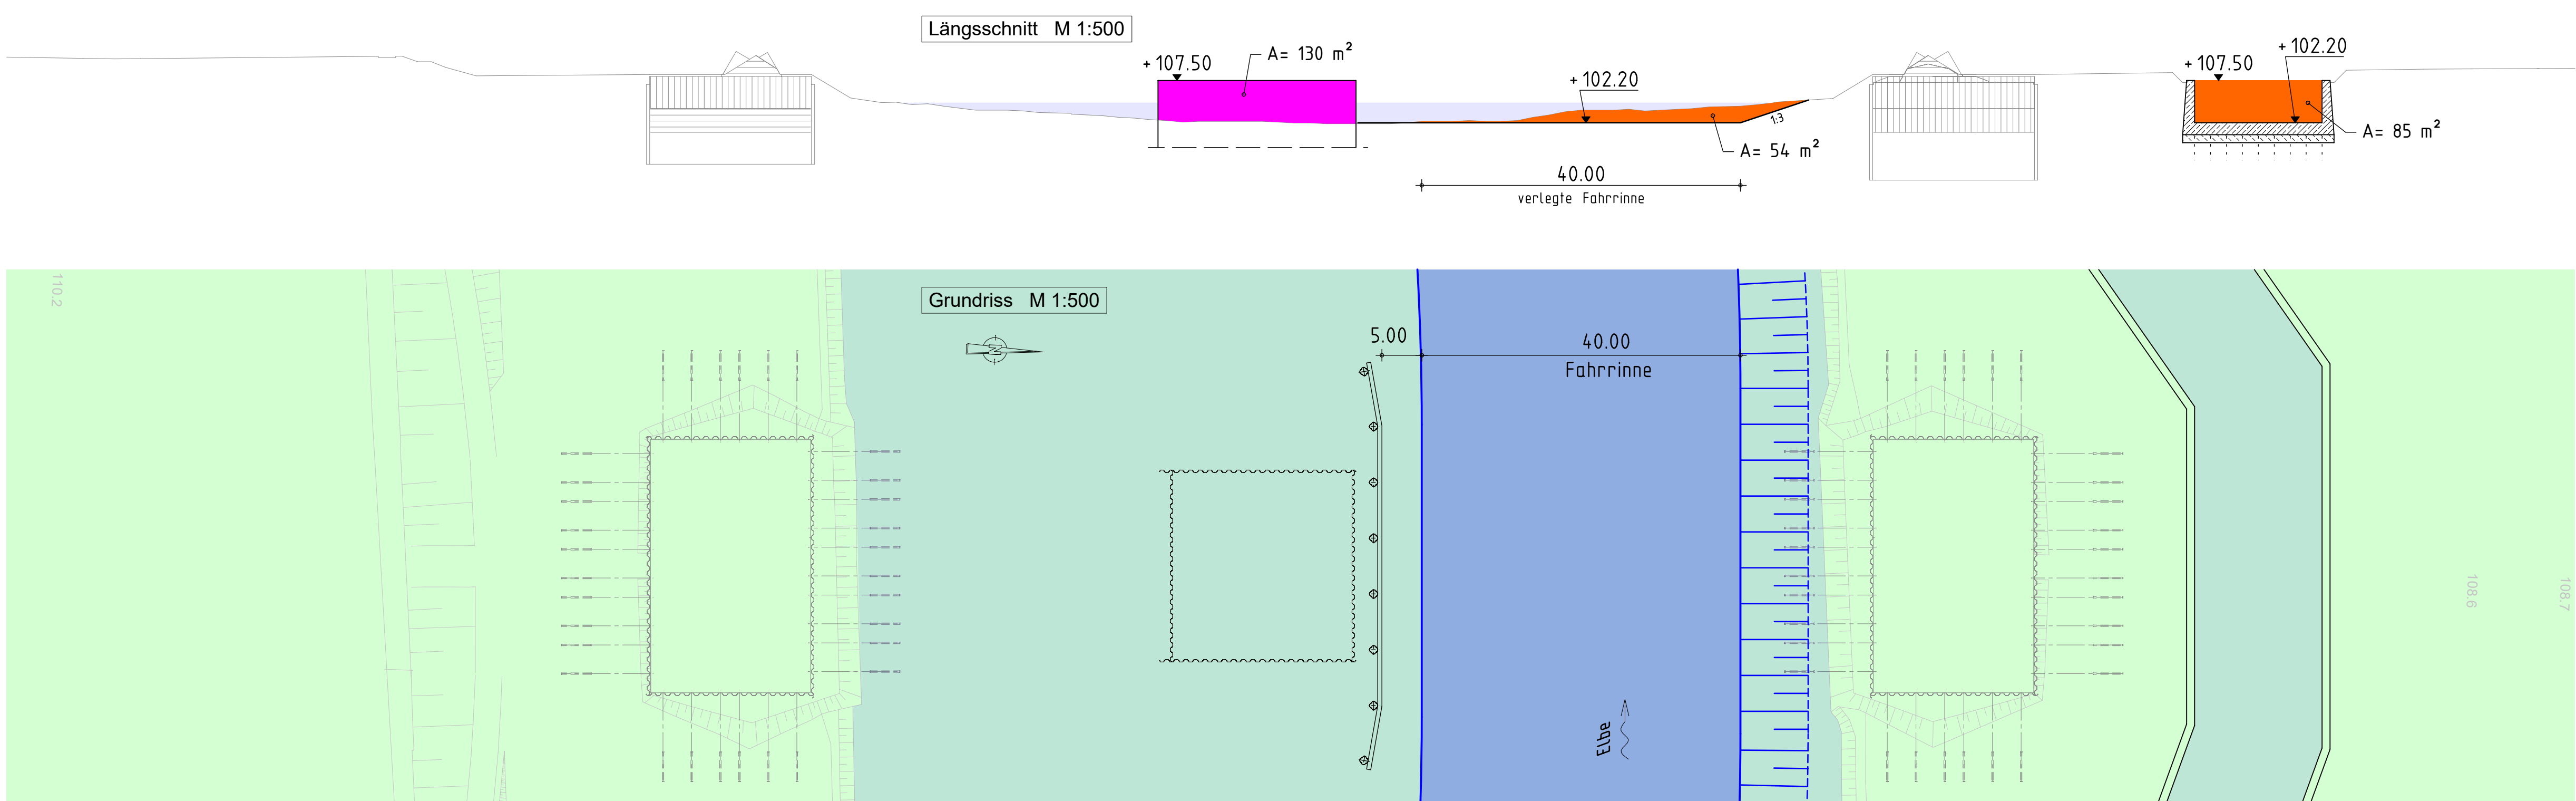 Längsschnitt M 1:500
+ 107.50
A= 130 m²
+ 102.20
1:3
A= 54 m²
40.00
verlegte Fahrrinne
+ 107.50
+ 102.20
A= 85 m²
110.2
Grundriss M 1:500
N
5.00
40.00
Fahrrinne
Elbe
108.6
108.7